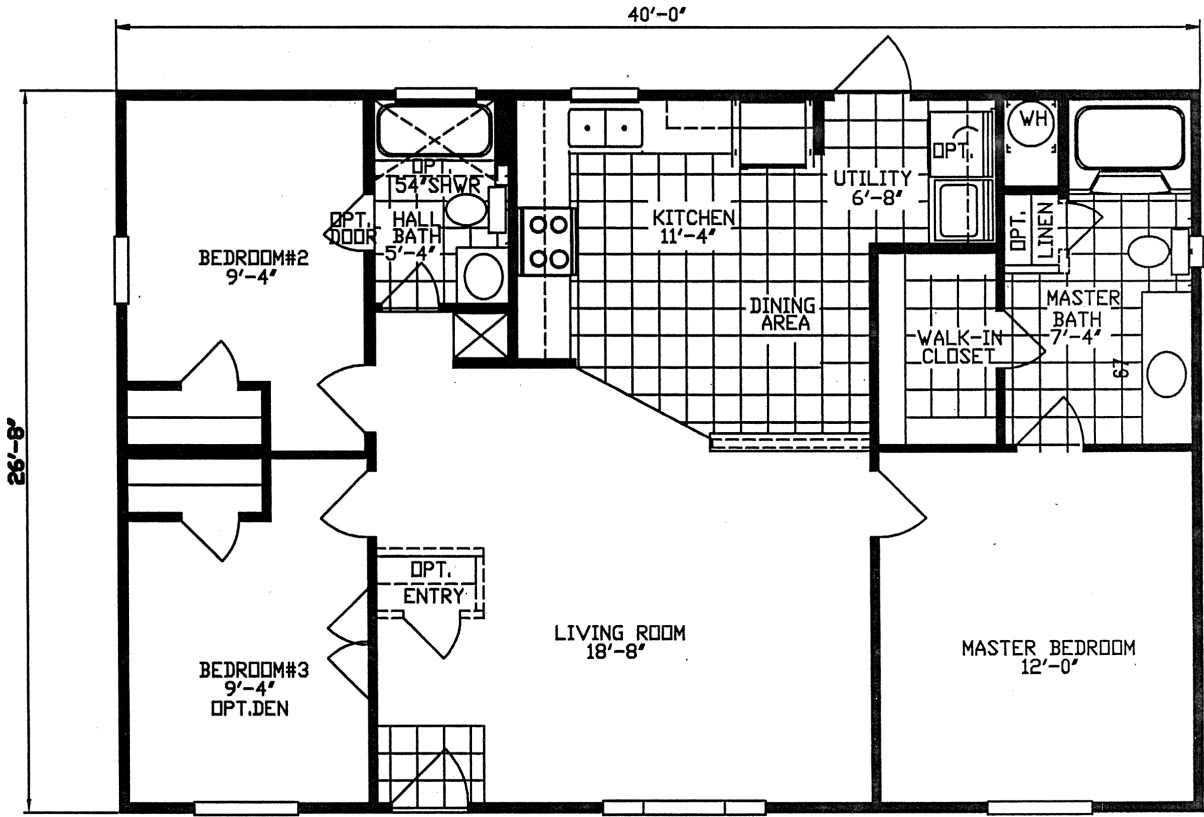 40'-0"
26'-8"
BEDROOM#2
9'-4"
OPT.
DOOR
OPT.
54"SHWR
HALL
BATH
5'-4"
KITCHEN
11'-4"
DINING
AREA
UTILITY
6'-8"
OPT.
WH
OPT.
LINEN
MASTER
BATH
7'-4"
67
WALK-IN
CLOSET
OPT.
ENTRY
LIVING ROOM
18'-8"
MASTER BEDROOM
12'-0"
BEDROOM#3
9'-4"
OPT.DEN